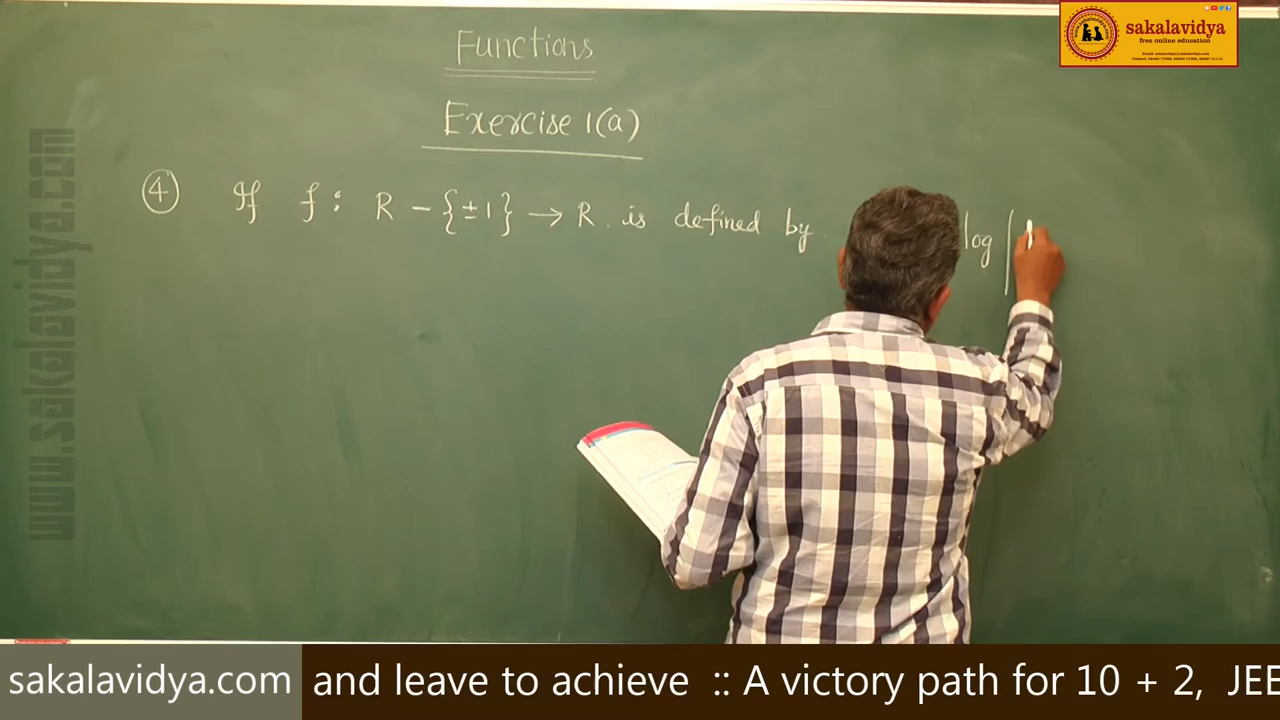 sakalavidya
free online education
Functions
Exercise 1(a)
4 If f : R - {±1} → R. is defined by log |
www.sakalavidya.com
sakalavidya.com and leave to achieve :: A victory path for 10 + 2, JEE